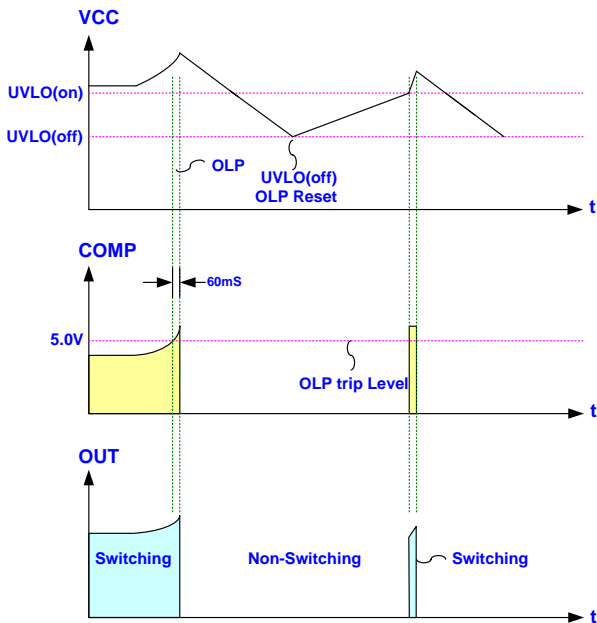 VCC
UVLO(on)
UVLO(off)
OLP
UVLO(off)
OLP Reset
t
COMP
60mS
5.0V
OLP trip Level
t
OUT
Switching
Non-Switching
Switching
t